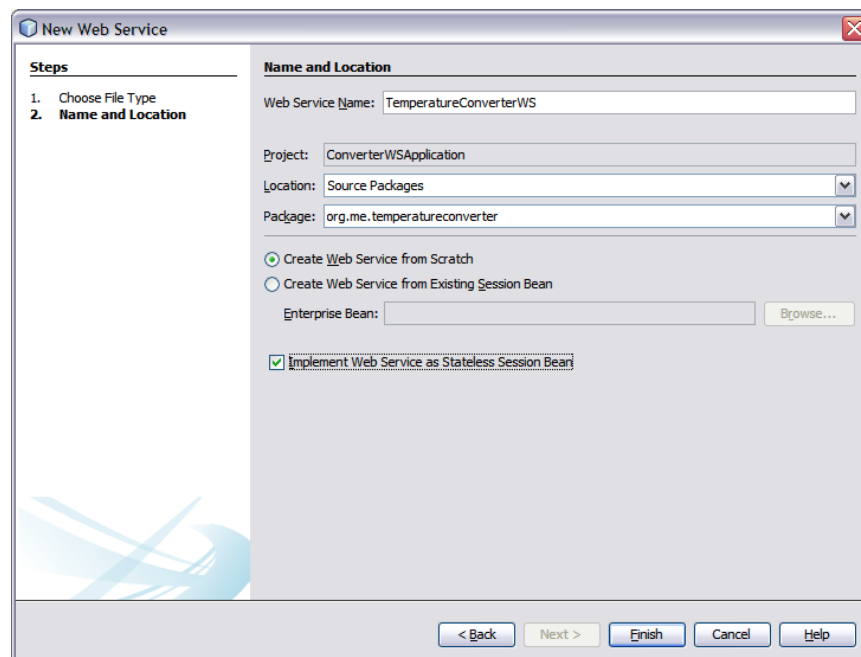 New Web Service
Steps
1. Choose File Type
2. Name and Location
Name and Location
Web Service Name: TemperatureConverterWS
Project: ConverterWSApplication
Location: Source Packages
Package: org.me.temperatureconverter
Create Web Service from Scratch
Create Web Service from Existing Session Bean
Enterprise Bean: Browse...
Implement Web Service as Stateless Session Bean
< Back Next > Finish Cancel Help